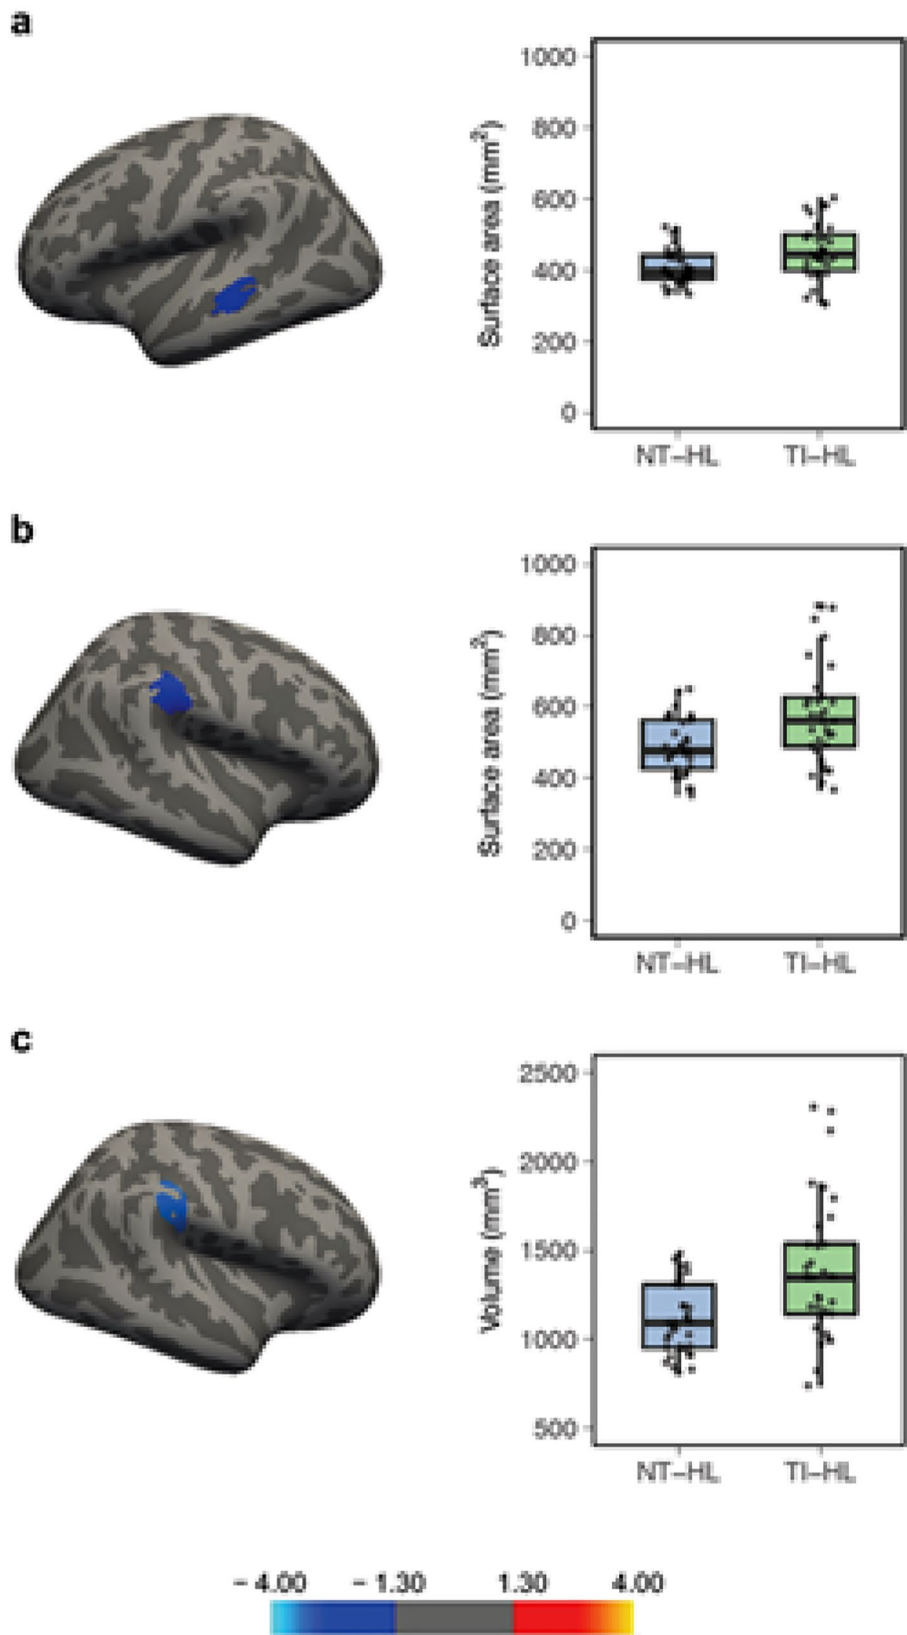 a
1000
800
600
400
200
0
Surface area (mm²)
NT-HL TI-HL
b
1000
800
600
400
200
0
Surface area (mm²)
NT-HL TI-HL
c
2500
2000
1500
1000
500
Volume (mm³)
NT-HL TI-HL
- 4.00 - 1.30 1.30 4.00